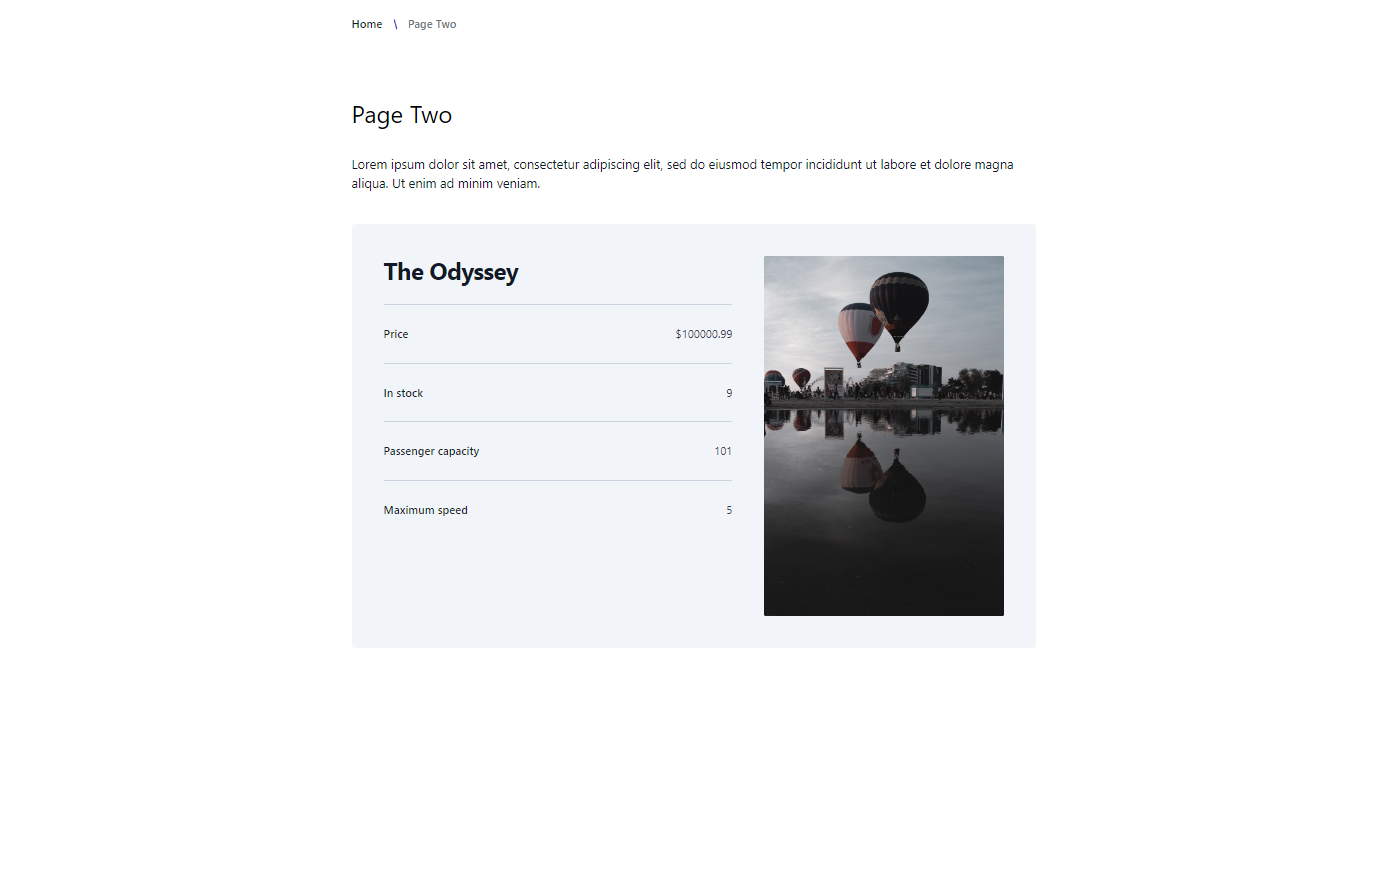 Home \ Page Two
Page Two
Lorem ipsum dolor sit amet, consectetur adipiscing elit, sed do eiusmod tempor incididunt ut labore et dolore magna
aliqua. Ut enim ad minim veniam.
The Odyssey
Price $100000.99
In stock 9
Passenger capacity 101
Maximum speed 5